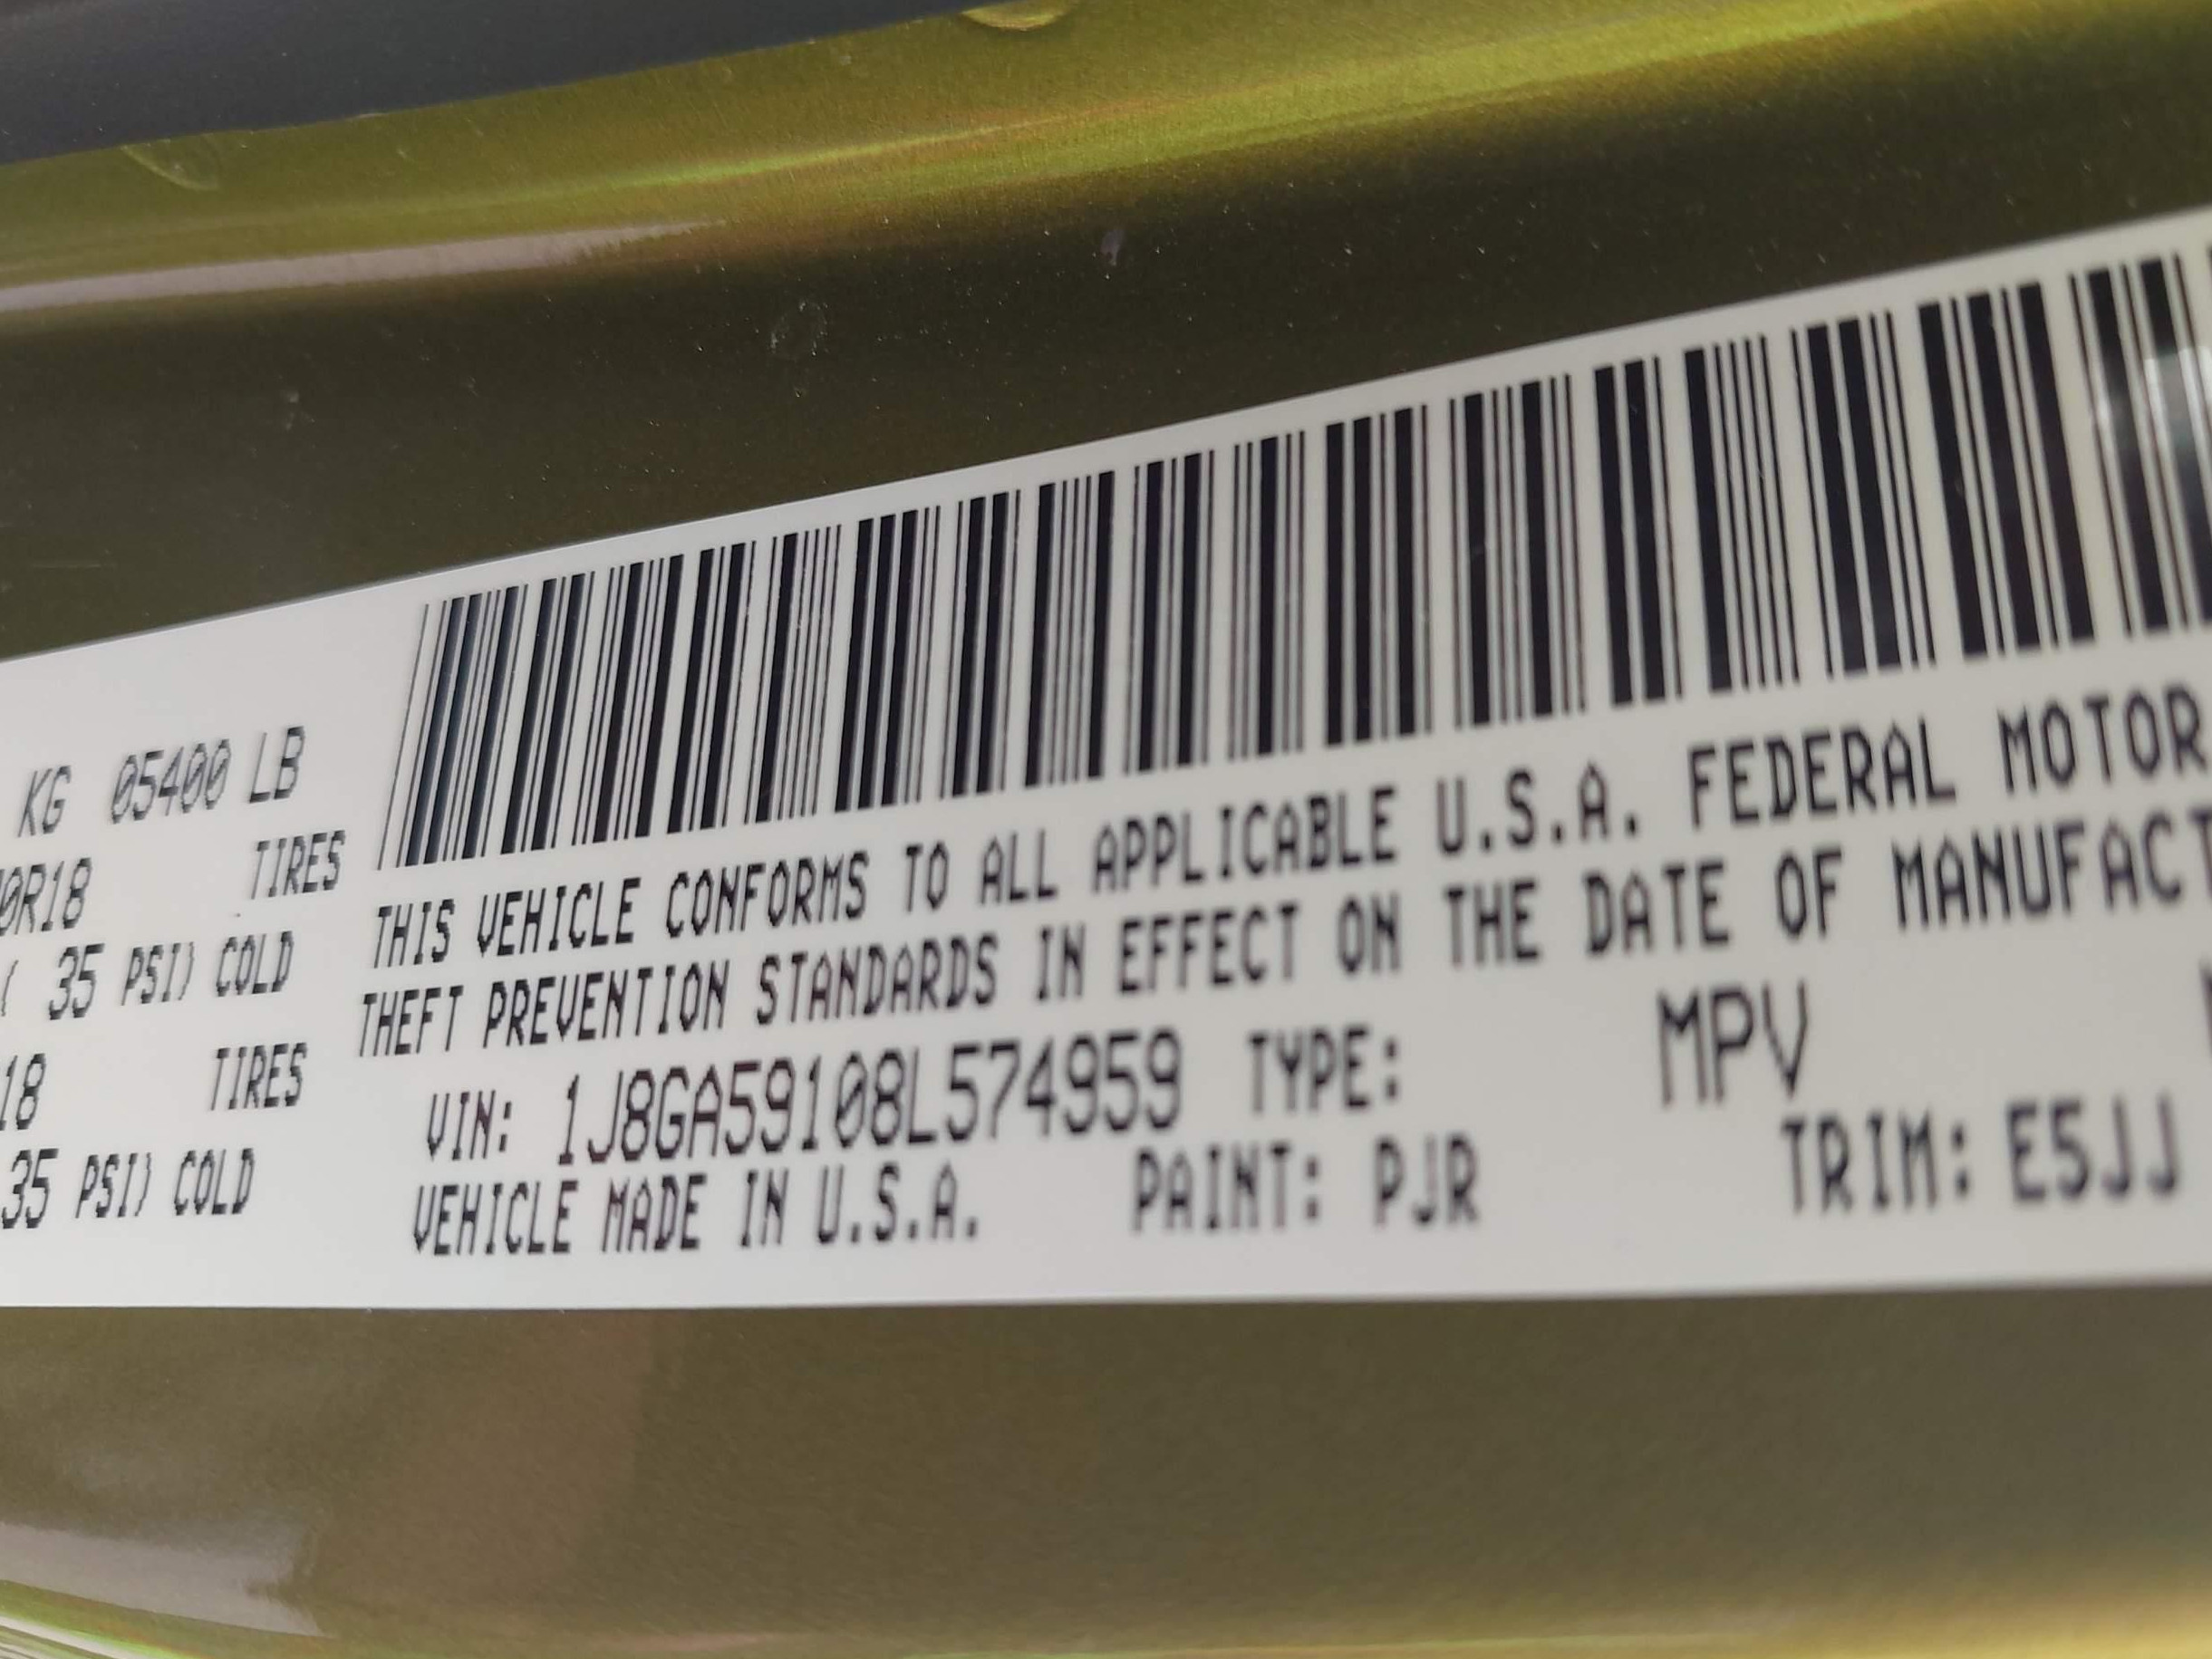 KG 05400 LB
0R18 TIRES
( 35 PSI) COLD
18 TIRES
35 PSI) COLD
THIS VEHICLE CONFORMS TO ALL APPLICABLE U.S.A. FEDERAL MOTOR
THEFT PREVENTION STANDARDS IN EFFECT ON THE DATE OF MANUFACT
VIN: 1J8GA59108L574959 TYPE: MPV
VEHICLE MADE IN U.S.A. PAINT: PJR TRIM: E5JJ